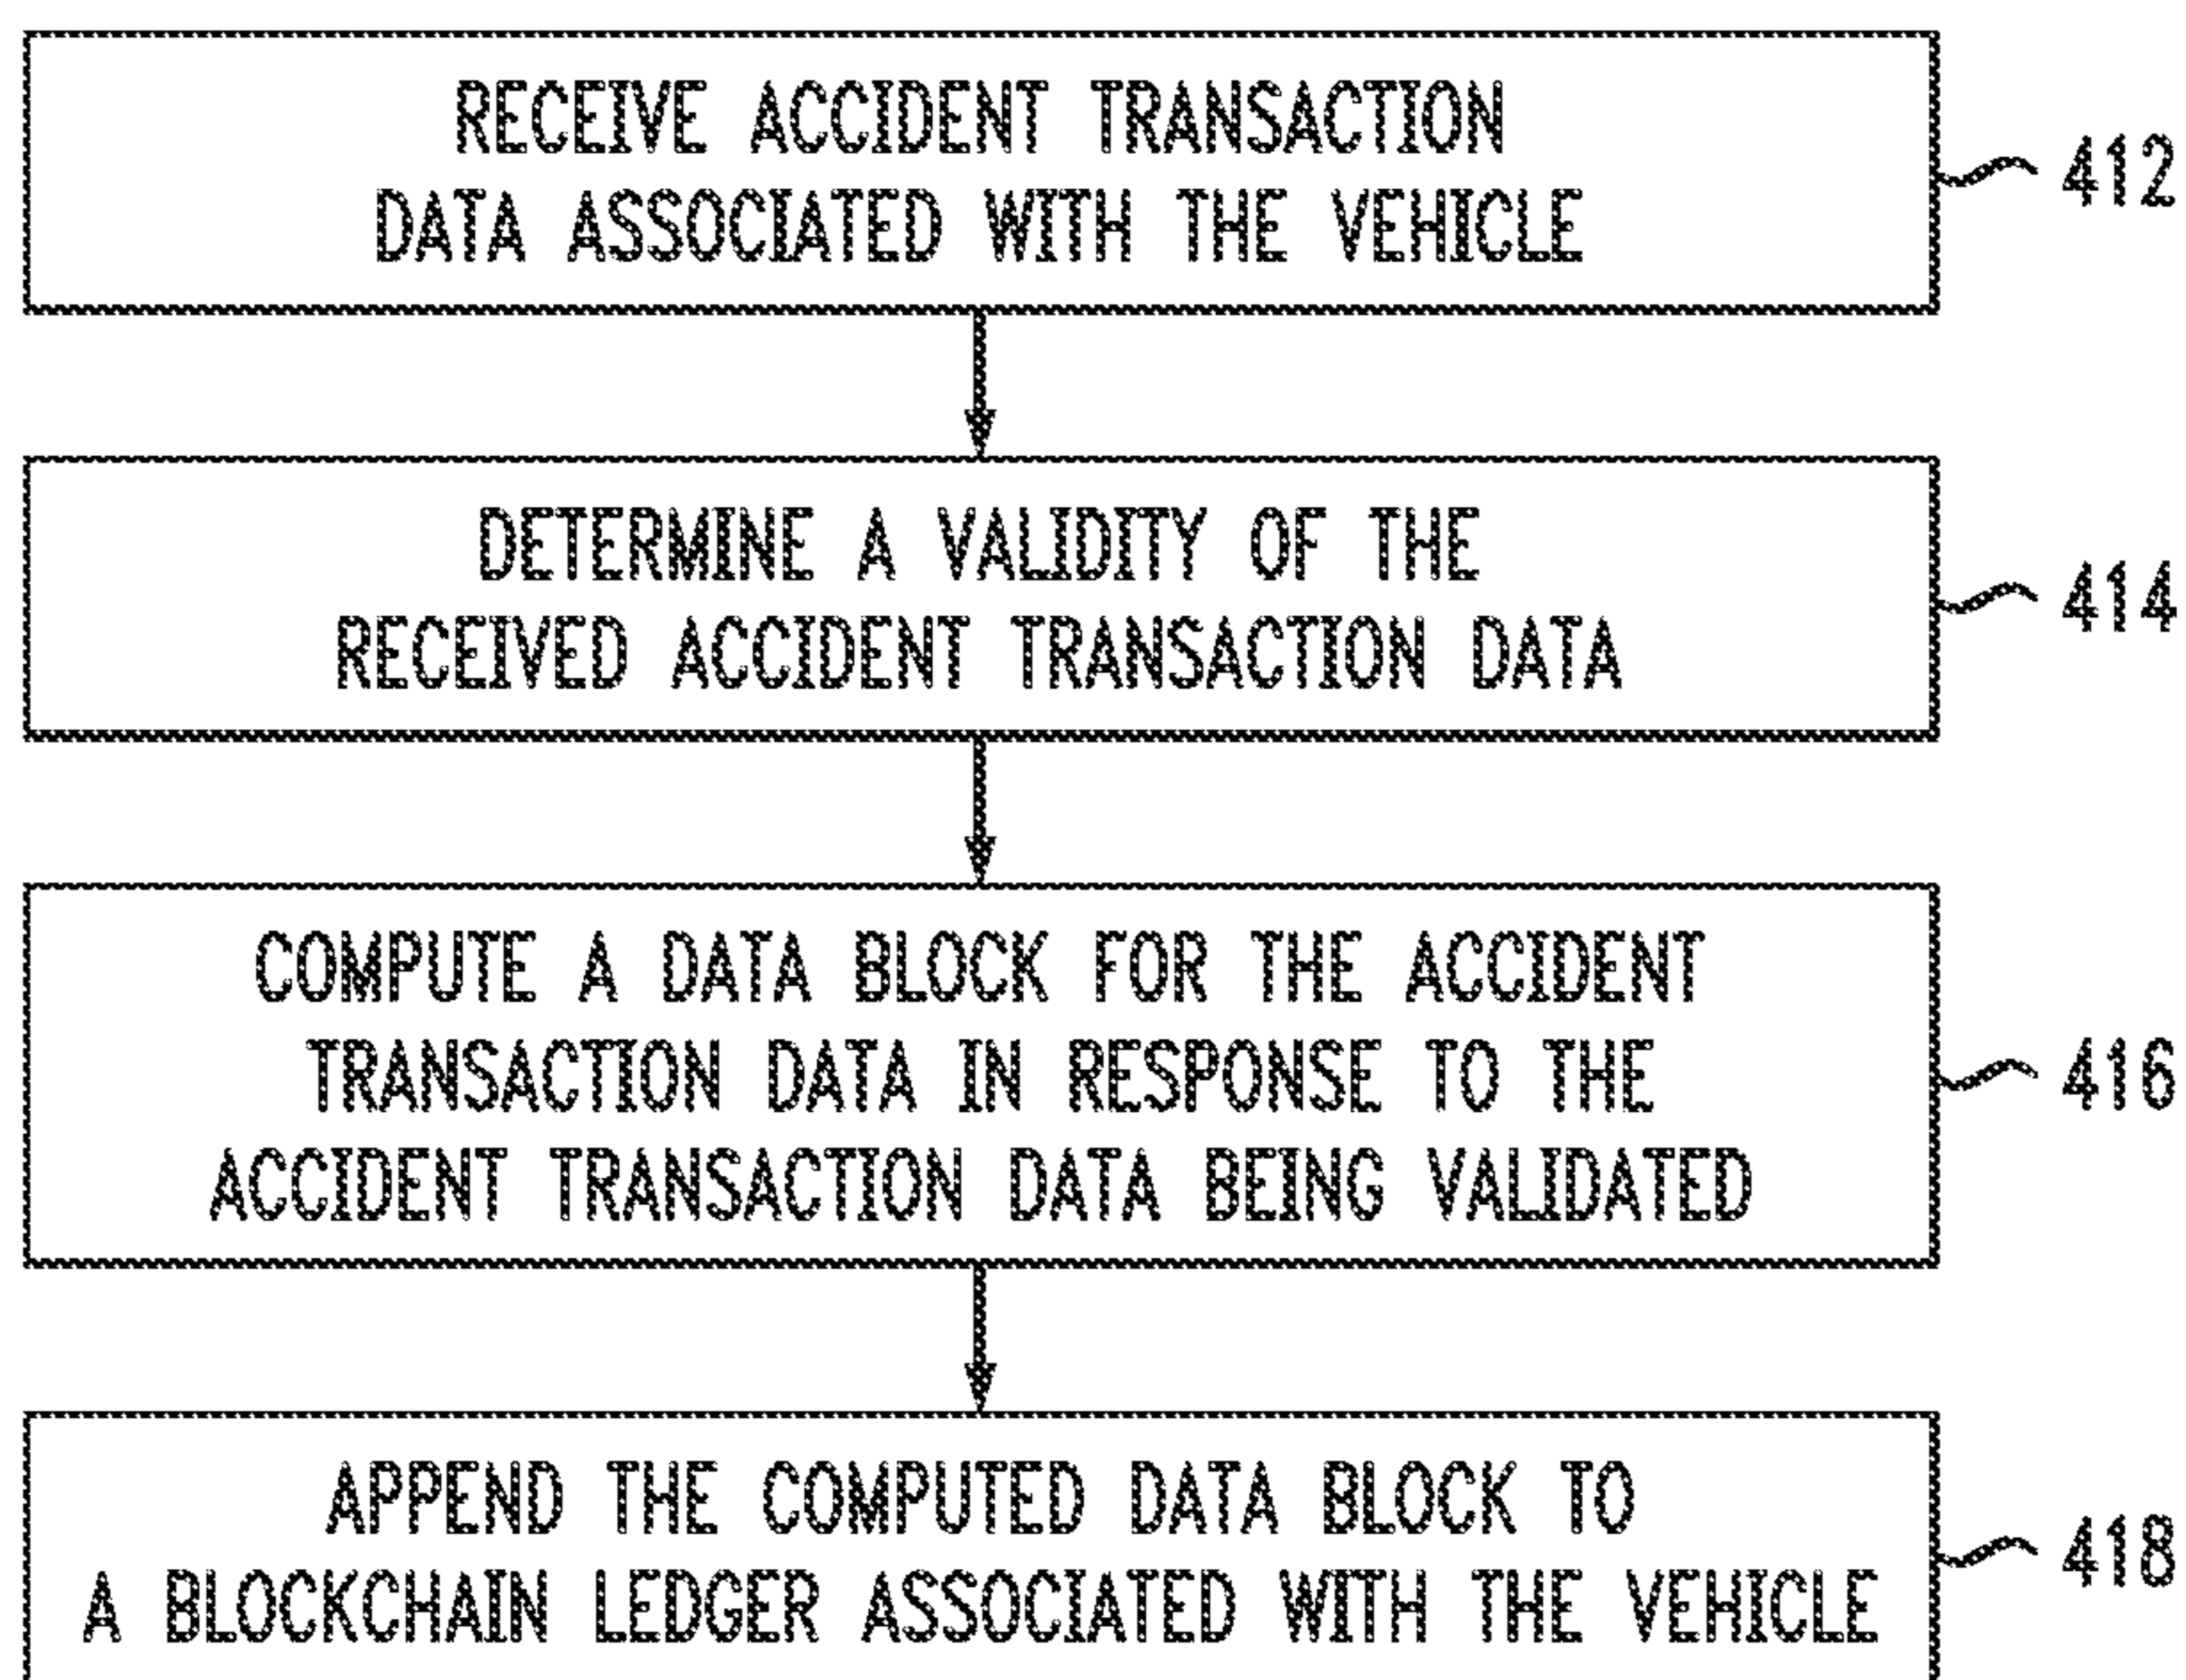 RECEIVE ACCIDENT TRANSACTION
DATA ASSOCIATED WITH THE VEHICLE
412
DETERMINE A VALIDITY OF THE
RECEIVED ACCIDENT TRANSACTION DATA
414
COMPUTE A DATA BLOCK FOR THE ACCIDENT
TRANSACTION DATA IN RESPONSE TO THE
ACCIDENT TRANSACTION DATA BEING VALIDATED
416
APPEND THE COMPUTED DATA BLOCK TO
A BLOCKCHAIN LEDGER ASSOCIATED WITH THE VEHICLE
418